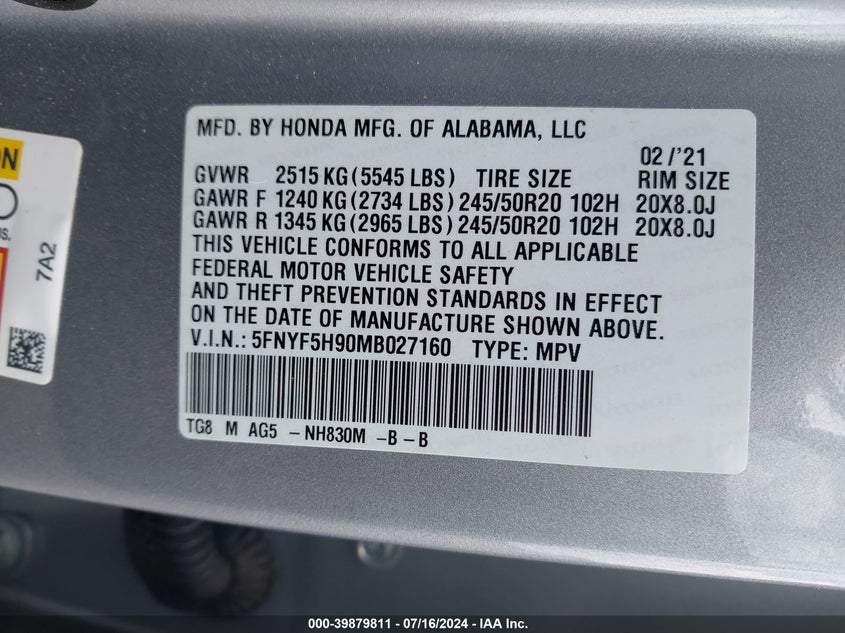 MFD. BY HONDA MFG. OF ALABAMA, LLC
02/'21
GVWR 2515 KG (5545 LBS) TIRE SIZE RIM SIZE
GAWR F 1240 KG (2734 LBS) 245/50R20 102H 20X8.0J
GAWR R 1345 KG (2965 LBS) 245/50R20 102H 20X8.0J
THIS VEHICLE CONFORMS TO ALL APPLICABLE
FEDERAL MOTOR VEHICLE SAFETY
AND THEFT PREVENTION STANDARDS IN EFFECT
ON THE DATE OF MANUFACTURE SHOWN ABOVE.
V.I.N.: 5FNYF5H90MB027160 TYPE: MPV
TG8 M AG5 -NH830M -B-B
7A2
000-39879811 - 07/16/2024 - IAA Inc.